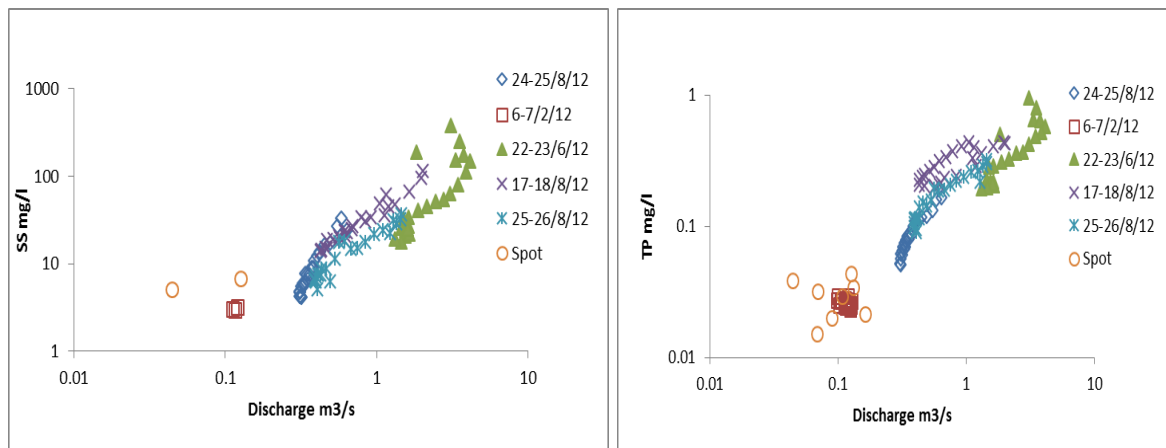 1000
100
10
1
SS mg/l
0.01 0.1 1 10
Discharge m3/s
24-25/8/12
6-7/2/12
22-23/6/12
17-18/8/12
25-26/8/12
Spot
1
0.1
0.01
TP mg/l
0.01 0.1 1 10
Discharge m3/s
24-25/8/12
6-7/2/12
22-23/6/12
17-18/8/12
25-26/8/12
Spot